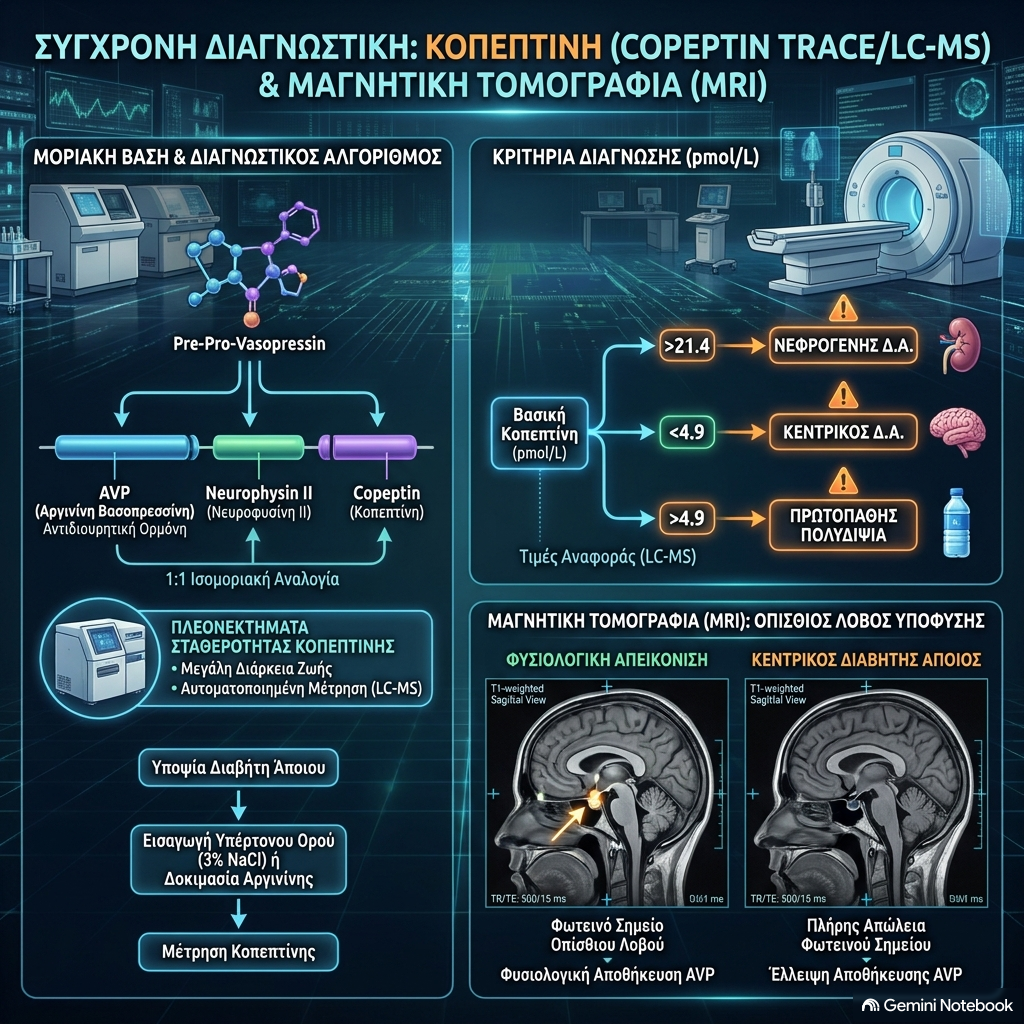 ΣΥΓΧΡΟΝΗ ΔΙΑΓΝΩΣΤΙΚΗ: ΚΟΠΕΠΤΙΝΗ (COPEPTIN TRACE/LC-MS)
& ΜΑΓΝΗΤΙΚΗ ΤΟΜΟΓΡΑΦΙΑ (MRI)
ΜΟΡΙΑΚΗ ΒΑΣΗ & ΔΙΑΓΝΩΣΤΙΚΟΣ ΑΛΓΟΡΙΘΜΟΣ
Pre-Pro-Vasopressin
AVP
(Αργινίνη Βασοπρεσσίνη)
Αντιδιουρητική Ορμόνη
Neurophysin II
(Νευροφυσίνη II)
Copeptin
(Κοπεπτίνη)
1:1 Ισομοριακή Αναλογία
ΠΛΕΟΝΕΚΤΗΜΑΤΑ
ΣΤΑΘΕΡΟΤΗΤΑΣ ΚΟΠΕΠΤΙΝΗΣ
• Μεγάλη Διάρκεια Ζωής
• Αυτοματοποιημένη Μέτρηση (LC-MS)
Υποψία Διαβήτη Άποιου
Εισαγωγή Υπέρτονου Ορού
(3% NaCl) ή
Δοκιμασία Αργινίνης
Μέτρηση Κοπεπτίνης
ΚΡΙΤΗΡΙΑ ΔΙΑΓΝΩΣΗΣ (pmol/L)
Βασική
Κοπεπτίνη
(pmol/L)
>21.4
ΝΕΦΡΟΓΕΝΗΣ Δ.Α.
<4.9
ΚΕΝΤΡΙΚΟΣ Δ.Α.
>4.9
ΠΡΩΤΟΠΑΘΗΣ
ΠΟΛΥΔΙΨΙΑ
Τιμές Αναφοράς (LC-MS)
ΜΑΓΝΗΤΙΚΗ ΤΟΜΟΓΡΑΦΙΑ (MRI): ΟΠΙΣΘΙΟΣ ΛΟΒΟΣ ΥΠΟΦΥΣΗΣ
ΦΥΣΙΟΛΟΓΙΚΗ ΑΠΕΙΚΟΝΙΣΗ
T1-weighted
Sagittal View
TR/TE: 500/15 ms
Φωτεινό Σημείο
Οπίσθιου Λοβού
Φυσιολογική Αποθήκευση AVP
ΚΕΝΤΡΙΚΟΣ ΔΙΑΒΗΤΗΣ ΑΠΟΙΟΣ
T1-weighted
Sagittal View
TR/TE: 500/15 ms
Πλήρης Απώλεια
Φωτεινού Σημείου
Έλλειψη Αποθήκευσης AVP
Gemini Notebook